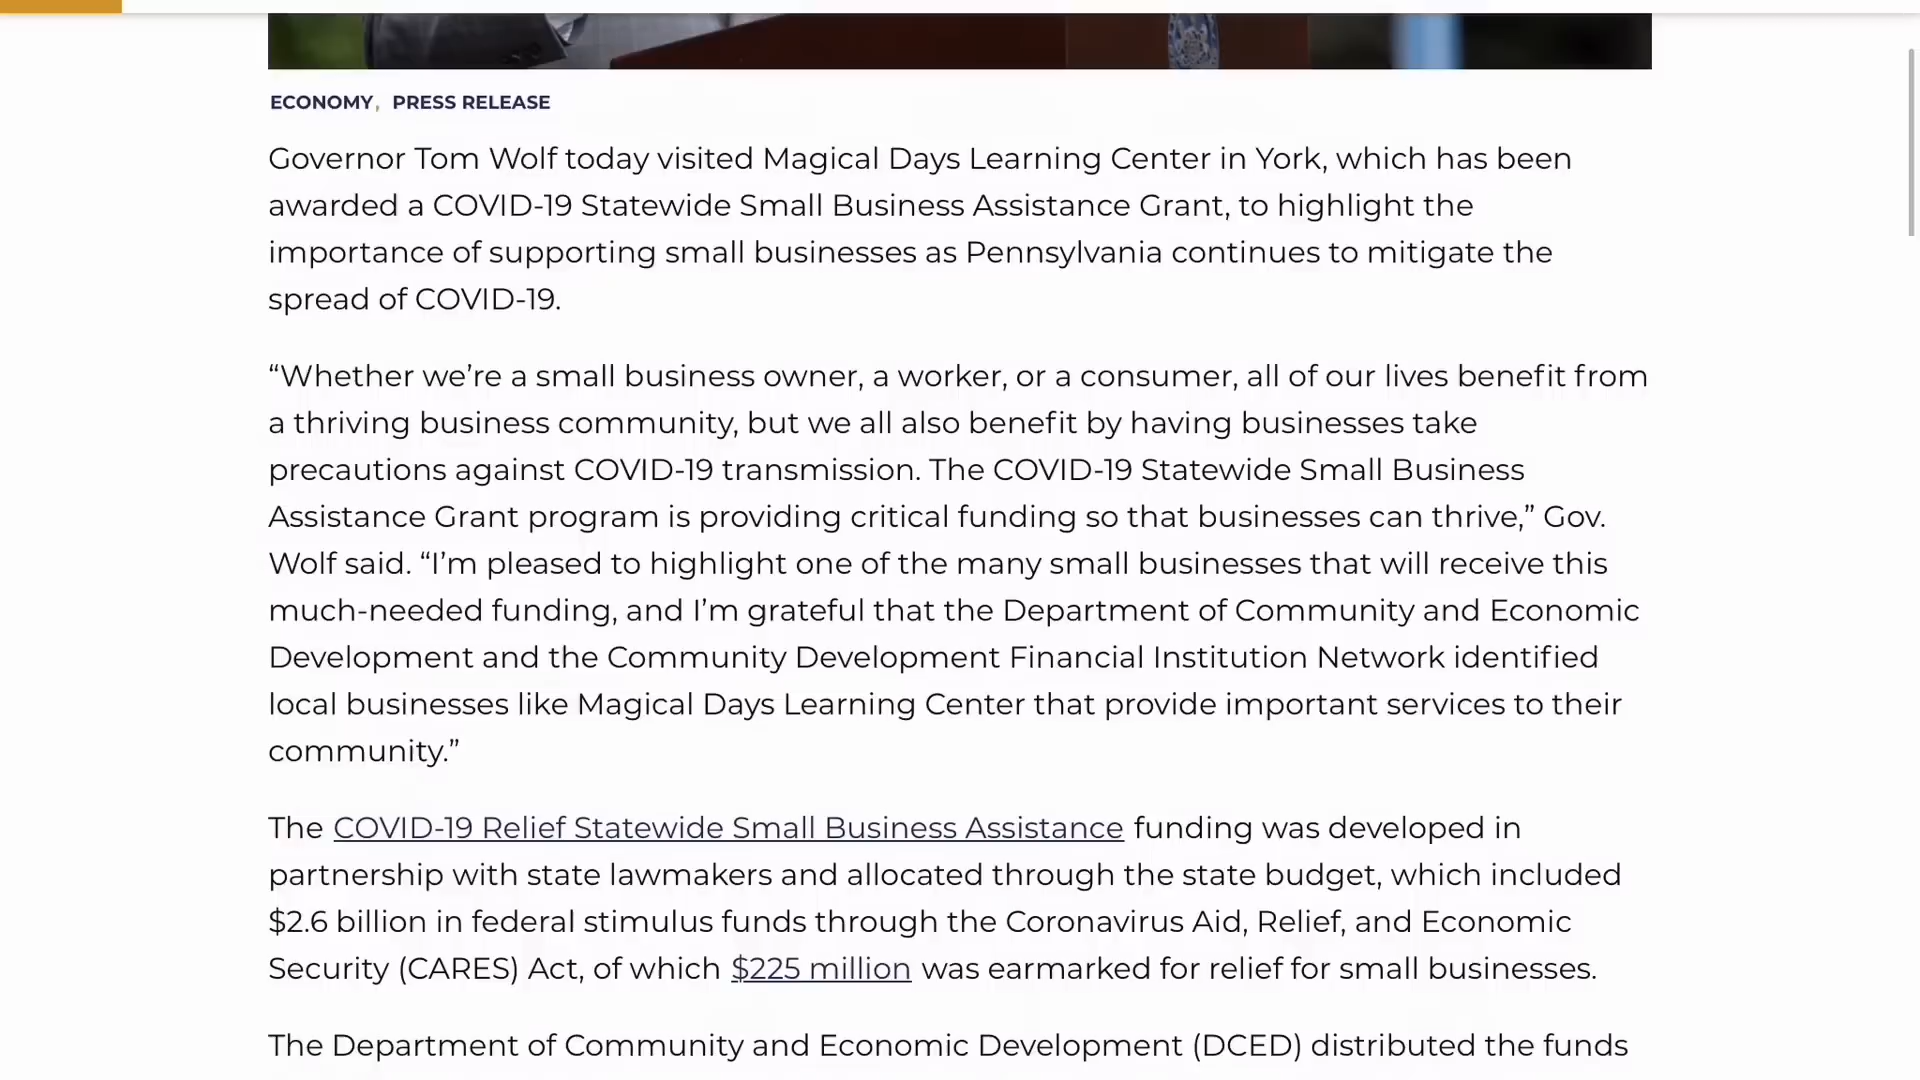 ECONOMY, PRESS RELEASE
Governor Tom Wolf today visited Magical Days Learning Center in York, which has been
awarded a COVID-19 Statewide Small Business Assistance Grant, to highlight the
importance of supporting small businesses as Pennsylvania continues to mitigate the
spread of COVID-19.
“Whether we’re a small business owner, a worker, or a consumer, all of our lives benefit from
a thriving business community, but we all also benefit by having businesses take
precautions against COVID-19 transmission. The COVID-19 Statewide Small Business
Assistance Grant program is providing critical funding so that businesses can thrive,” Gov.
Wolf said. “I’m pleased to highlight one of the many small businesses that will receive this
much-needed funding, and I’m grateful that the Department of Community and Economic
Development and the Community Development Financial Institution Network identified
local businesses like Magical Days Learning Center that provide important services to their
community.”
The COVID-19 Relief Statewide Small Business Assistance funding was developed in
partnership with state lawmakers and allocated through the state budget, which included
$2.6 billion in federal stimulus funds through the Coronavirus Aid, Relief, and Economic
Security (CARES) Act, of which $225 million was earmarked for relief for small businesses.
The Department of Community and Economic Development (DCED) distributed the funds